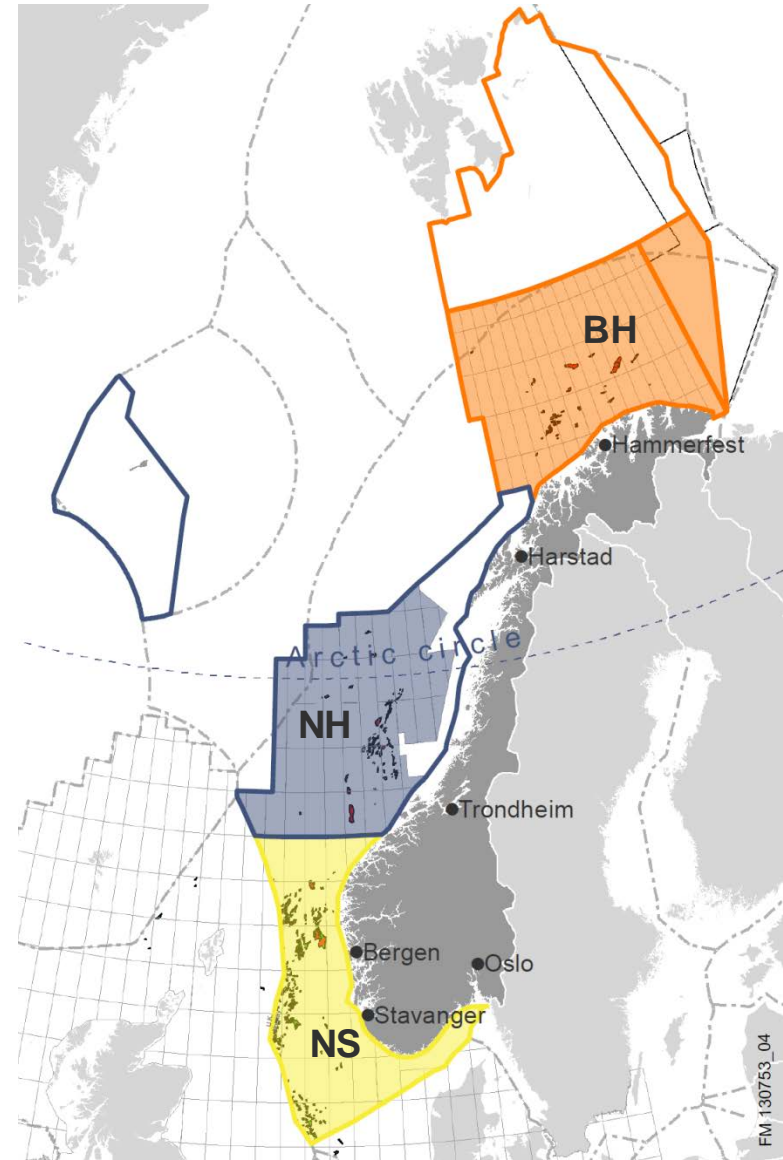 BH
Hammerfest
Harstad
Arctic circle
NH
Trondheim
Bergen
Oslo
Stavanger
NS
FM 130753_04